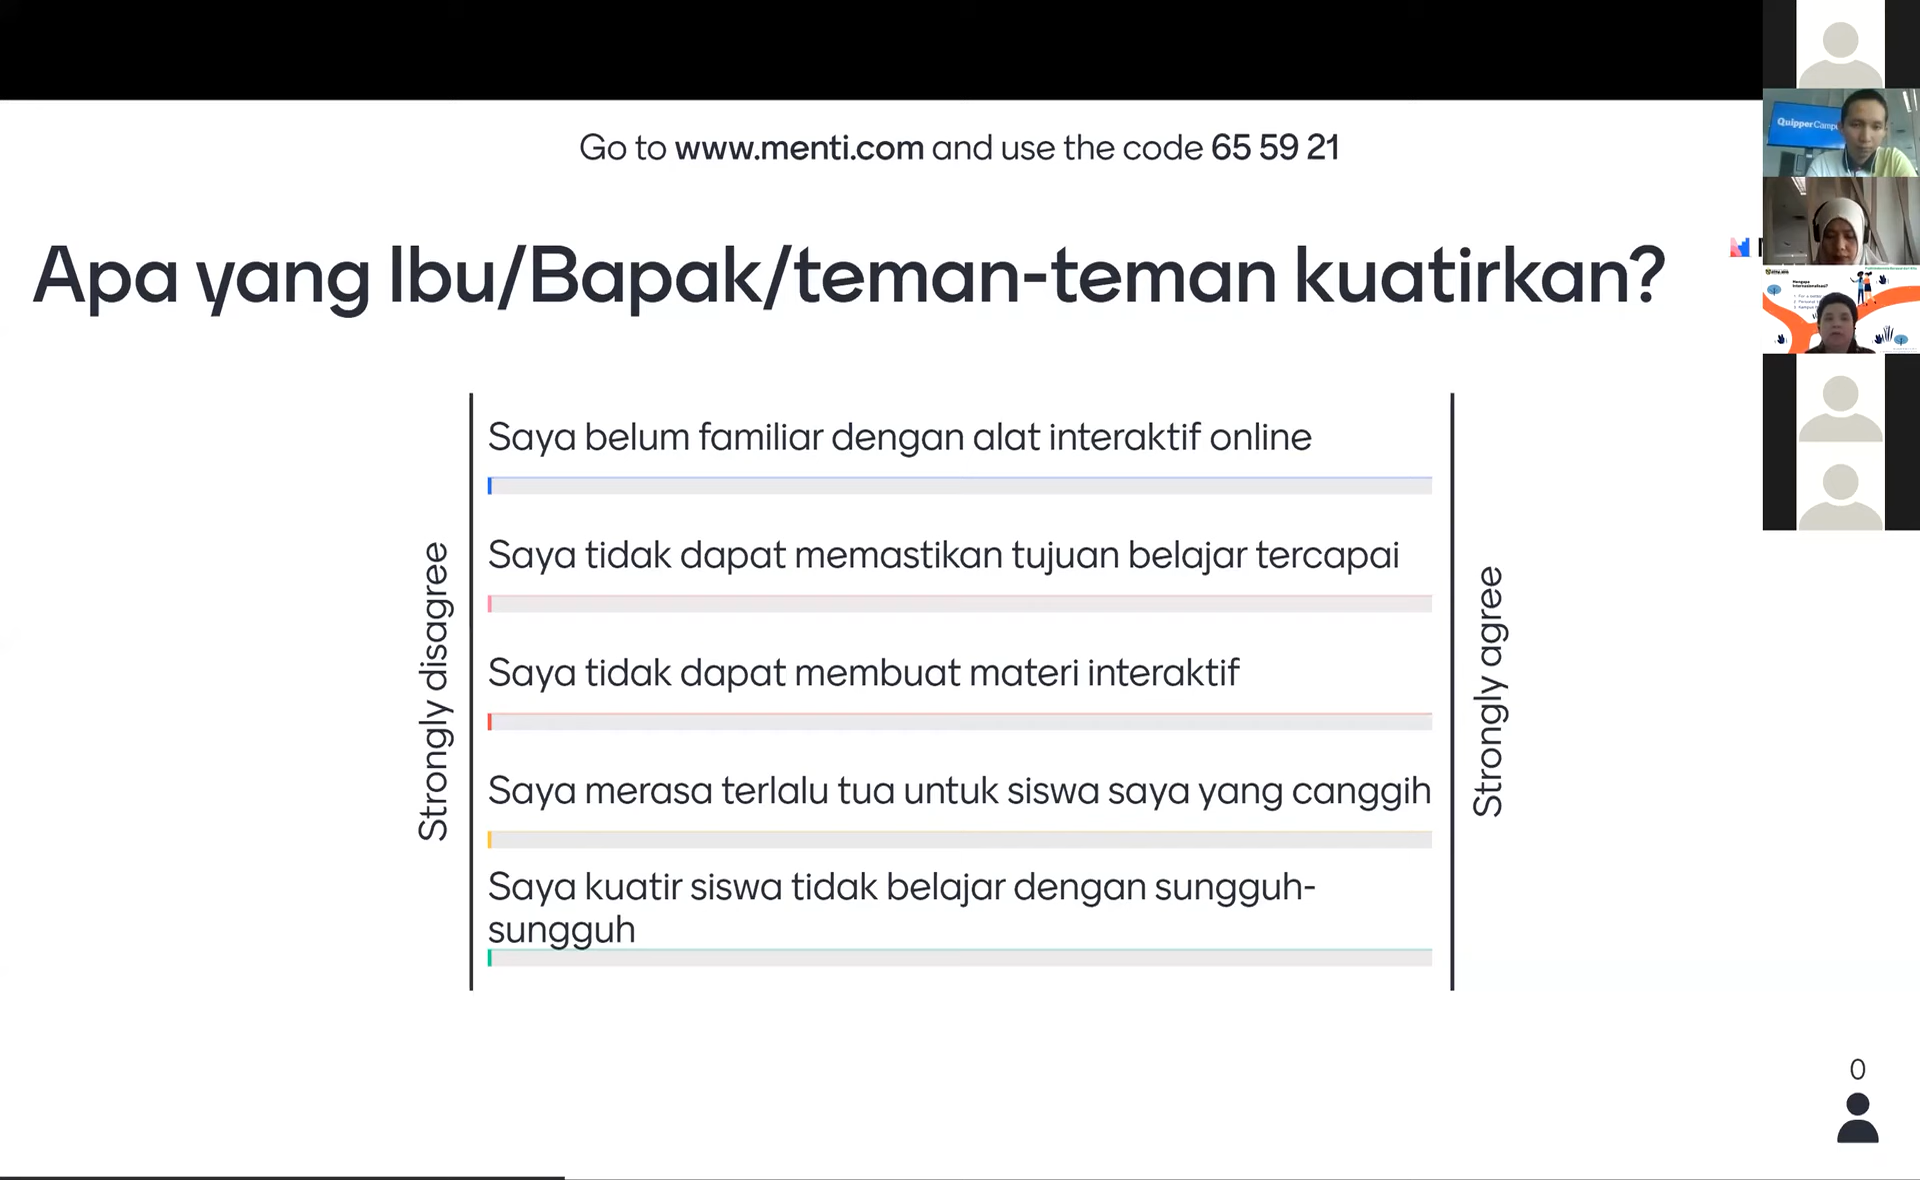 Go to www.menti.com and use the code 65 59 21
Apa yang Ibu/Bapak/teman-teman kuatirkan?
Strongly disagree
Saya belum familiar dengan alat interaktif online
Saya tidak dapat memastikan tujuan belajar tercapai
Saya tidak dapat membuat materi interaktif
Saya merasa terlalu tua untuk siswa saya yang canggih
Saya kuatir siswa tidak belajar dengan sungguh-
sungguh
Strongly agree
Quipper
Mengapa
Internasionalisasi?
0